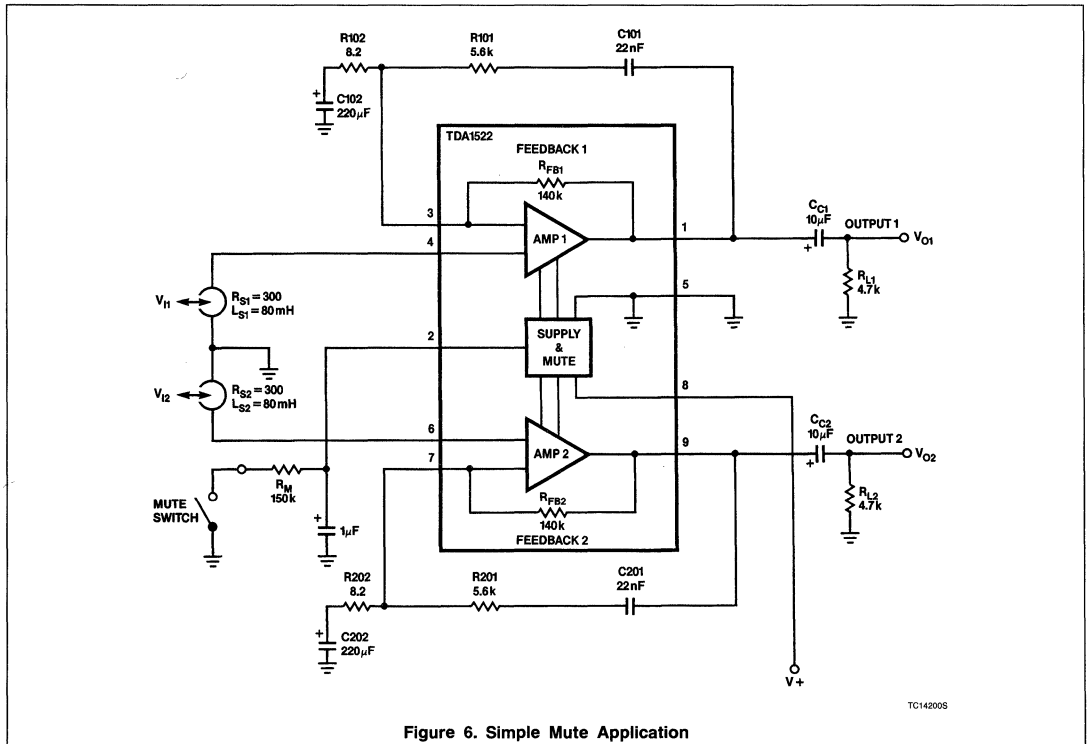 R102
8.2
R101
5.6k
C101
22nF
+
C102
220μF
TDA1522
FEEDBACK 1
RFB1
140k
3
4
AMP 1
1
CC1
10μF
+
OUTPUT 1
VO1
RL1
4.7k
VI1
RS1=300
LS1=80mH
5
2
SUPPLY
&
MUTE
VI2
RS2=300
LS2=80mH
8
6
7
AMP 2
9
CC2
10μF
+
OUTPUT 2
VO2
RL2
4.7k
RM
150k
MUTE
SWITCH
+
1μF
RFB2
140k
FEEDBACK 2
R202
8.2
R201
5.6k
C201
22nF
+
C202
220μF
V+
TC14200S
Figure 6. Simple Mute Application